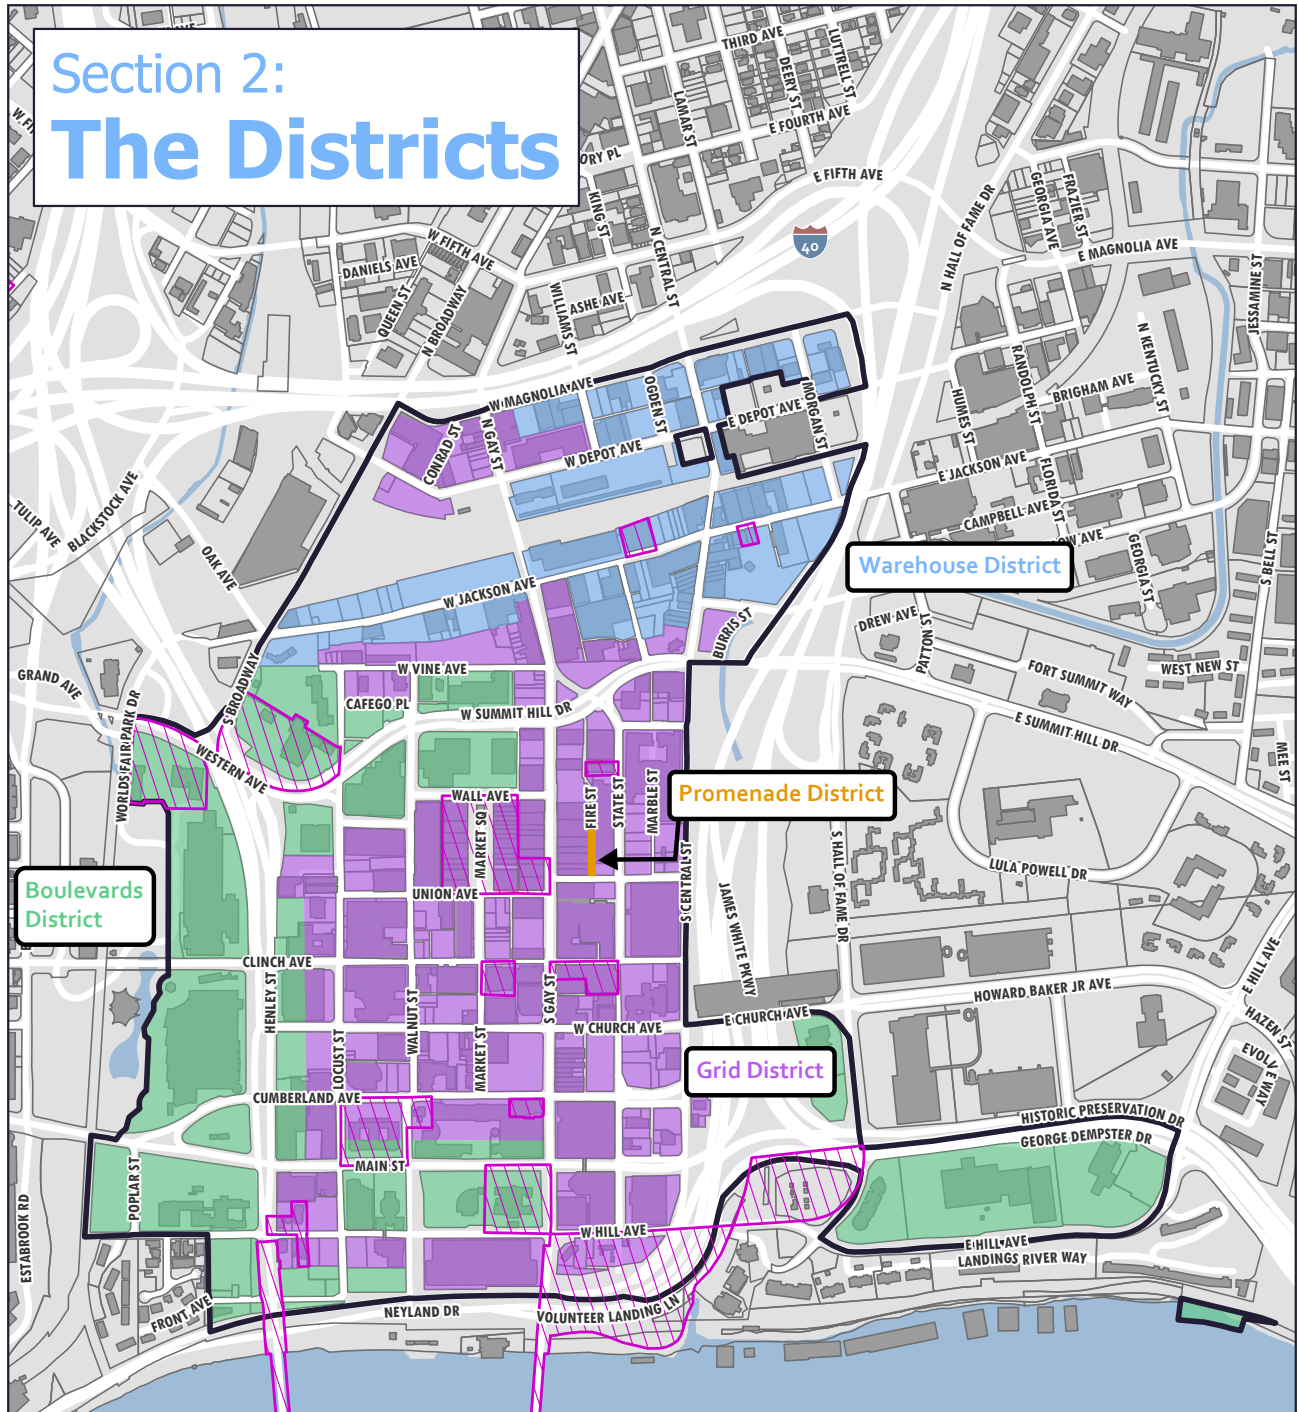 Section 2:
The Districts
THIRD AVE
LUTTRELL ST
DEERY ST
LAMAR ST
E FOURTH AVE
ORY PL
E FIFTH AVE
KING ST
N CENTRAL ST
40
N HALL OF FAME DR
GEORGIA AVE
FRAZIER ST
E MAGNOLIA AVE
JESSAMINE ST
W FIFTH AVE
DANIELS AVE
QUEEN ST
N BROADWAY
WILLIAMS ST
ASHE AVE
N KENTUCKY ST
RANDOLPH ST
BRIGHAM AVE
HUMES ST
W MAGNOLIA AVE
OGDEN ST
MORGAN ST
E DEPOT AVE
N GAY ST
CONRAD ST
W DEPOT AVE
E JACKSON AVE
FLORIDA ST
CAMPBELL AVE
OW AVE
GEORGIA ST
S BELL ST
TULIP AVE
BLACKSTOCK AVE
OAK AVE
Warehouse District
W JACKSON AVE
BURRIS ST
DREW AVE
PATTON ST
WEST NEW ST
FORT SUMMIT WAY
E SUMMIT HILL DR
MEE ST
GRAND AVE
WORLDS FAIR PARK DR
S BROADWAY
WESTERN AVE
W VINE AVE
CAFEGO PL
W SUMMIT HILL DR
Promenade District
WALL AVE
MARKET SQ
FIRE ST
STATE ST
MARBLE ST
S CENTRAL ST
JAMES WHITE PKWY
S HALL OF FAME DR
LULA POWELL DR
Boulevards
District
UNION AVE
CLINCH AVE
HENLEY ST
LOCUST ST
WALNUT ST
MARKET ST
S GAY ST
W CHURCH AVE
E CHURCH AVE
HOWARD BAKER JR AVE
E HILL AVE
HAZEN ST
EVOLVE WAY
Grid District
CUMBERLAND AVE
HISTORIC PRESERVATION DR
GEORGE DEMPSTER DR
MAIN ST
POPLAR ST
ESTABROOK RD
W HILL AVE
E HILL AVE
LANDINGS RIVER WAY
FRONT AVE
NEYLAND DR
VOLUNTEER LANDING LN